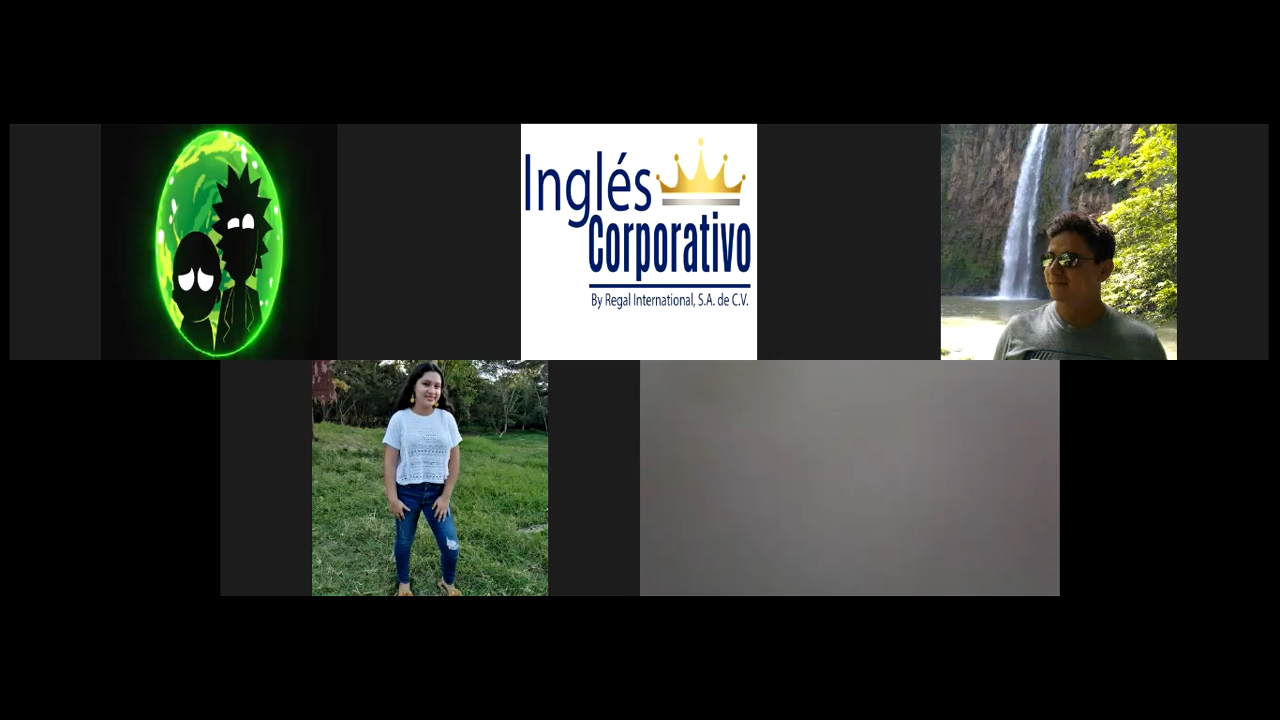 Inglés
Corporativo
By Regal International, S.A. de C.V.